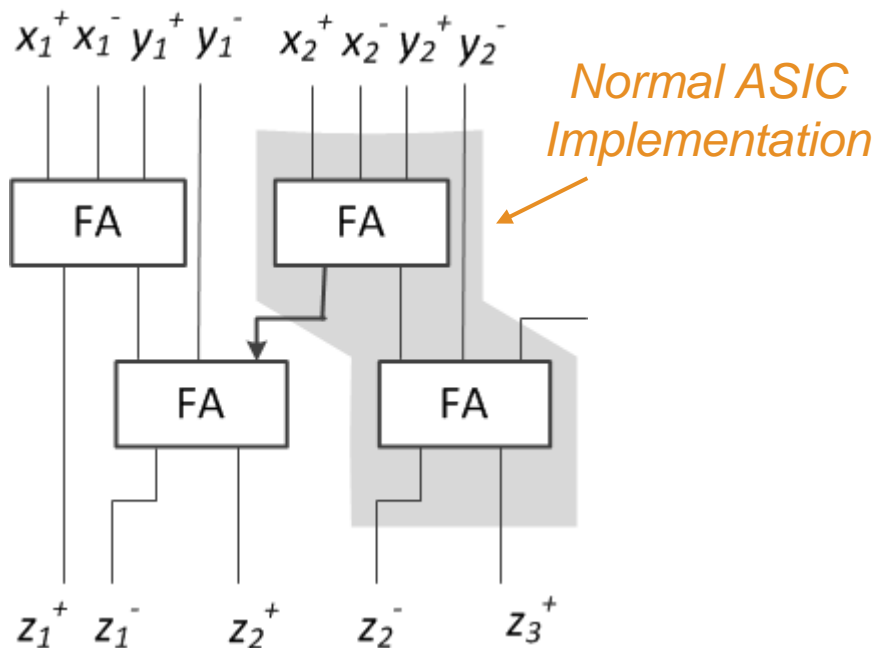 x₁⁺ x₁⁻ y₁⁺ y₁⁻ x₂⁺ x₂⁻ y₂⁺ y₂⁻
Normal ASIC
Implementation
FA FA
FA FA
z₁⁺ z₁⁻ z₂⁺ z₂⁻ z₃⁺